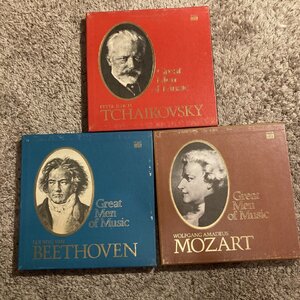 Great
Men
of Music
TCHAIKOVSKY
Great
Men
of Music
LUDWIG VAN
BEETHOVEN
Great
Men
of Music
WOLFGANG AMADEUS
MOZART